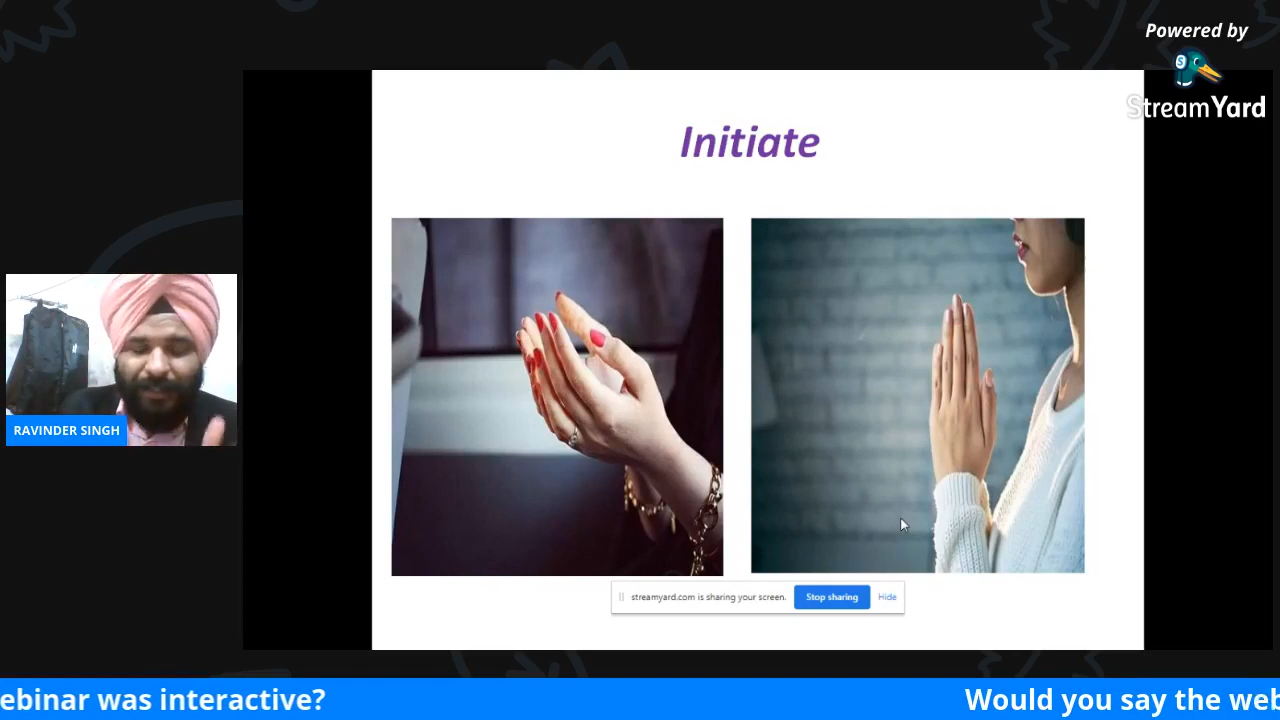 Powered by
StreamYard
Initiate
RAVINDER SINGH
streamyard.com is sharing your screen.
Stop sharing
Hide
ebinar was interactive?
Would you say the web